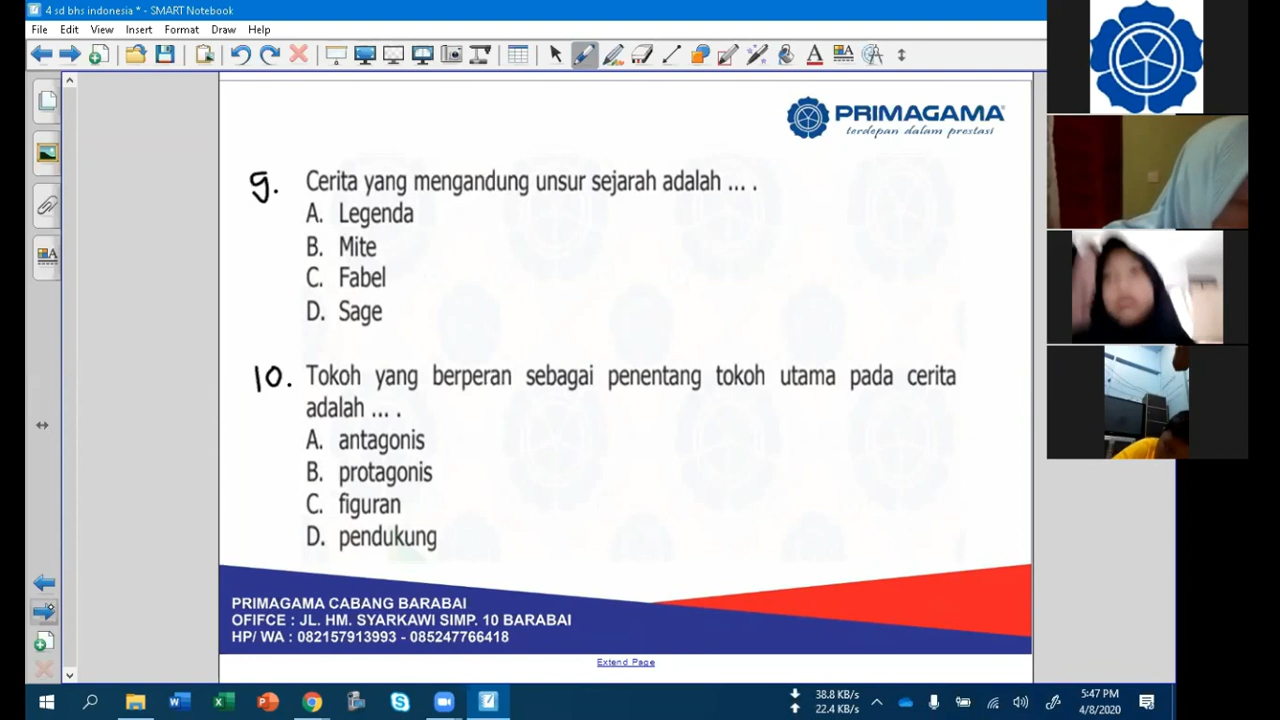 4 sd bhs indonesia * - SMART Notebook
File Edit View Insert Format Draw Help
PRIMAGAMA
terdepan dalam prestasi
9. Cerita yang mengandung unsur sejarah adalah ... .
A. Legenda
B. Mite
C. Fabel
D. Sage
10. Tokoh yang berperan sebagai penentang tokoh utama pada cerita
adalah ... .
A. antagonis
B. protagonis
C. figuran
D. pendukung
PRIMAGAMA CABANG BARABAI
OFIFCE : JL. HM. SYARKAWI SIMP. 10 BARABAI
HP/ WA : 082157913993 - 085247766418
Extend Page
38.8 KB/s
22.4 KB/s
5:47 PM
4/8/2020